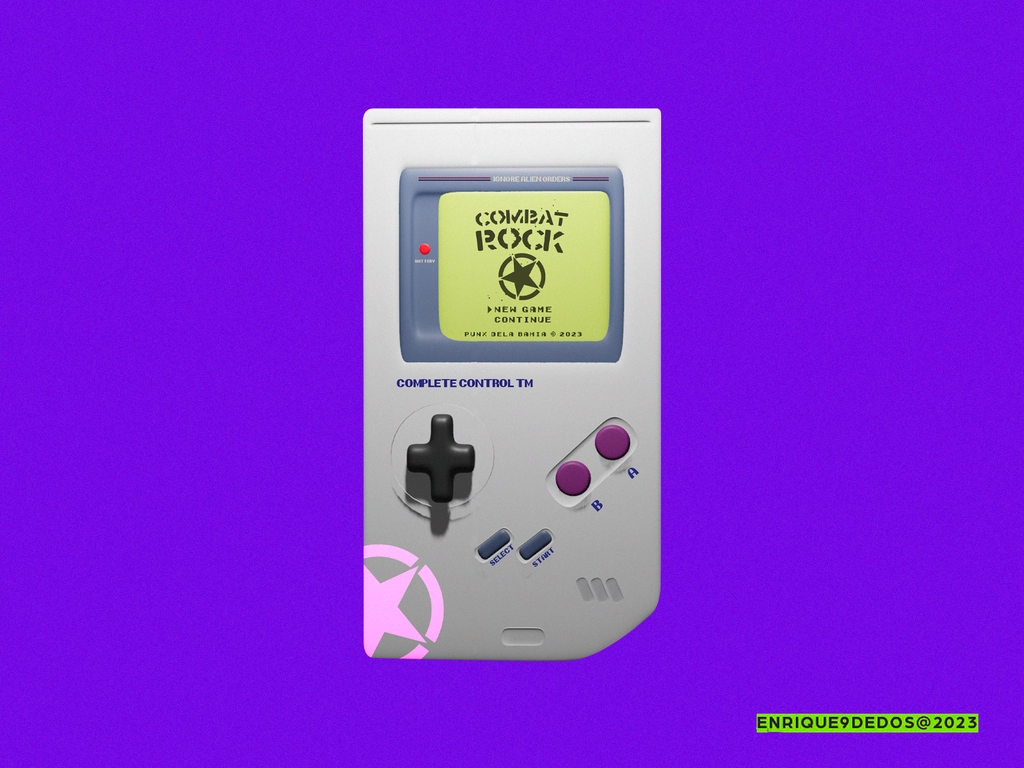 IGNORE ALIEN ORDERS
COMBAT
ROCK
BATTERY
NEW GAME
CONTINUE
PUNX BELA BAHIA © 2023
COMPLETE CONTROL TM
A
B
SELECT
START
ENRIQUE9DEDOS@2023